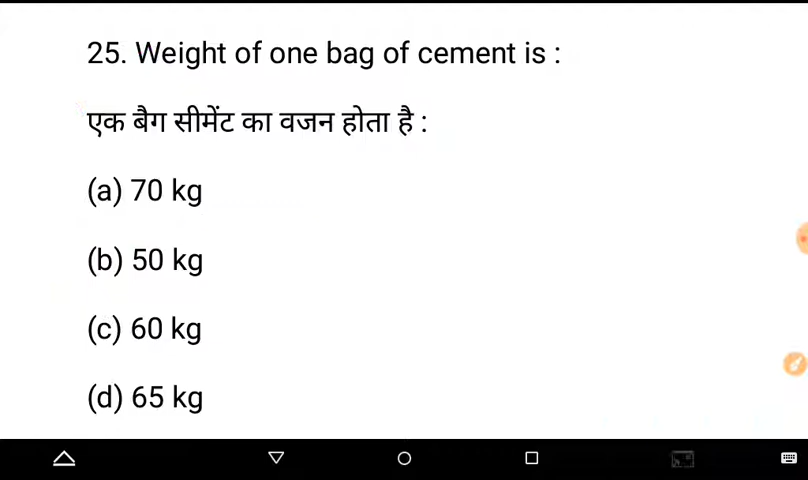 25. Weight of one bag of cement is :
एक बैग सीमेंट का वजन होता है :
(a) 70 kg
(b) 50 kg
(c) 60 kg
(d) 65 kg